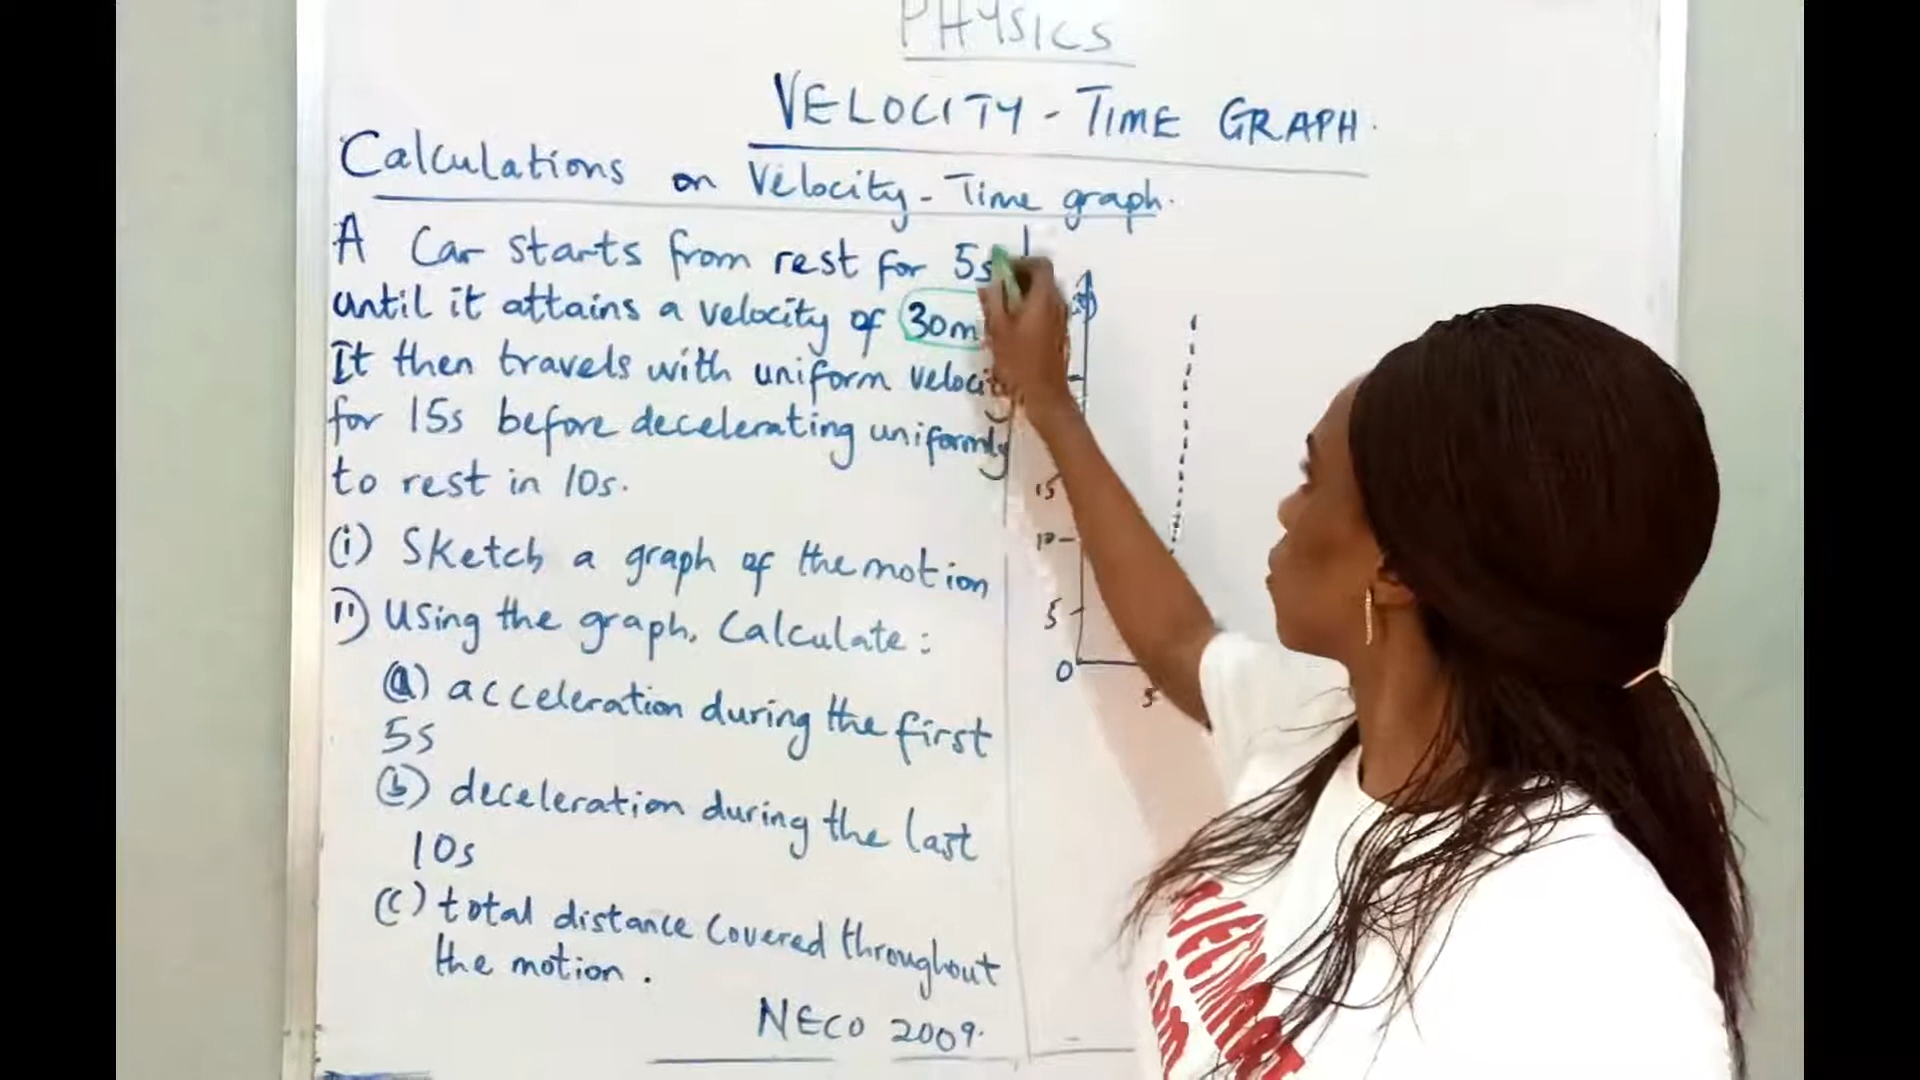 PHYSICS
VELOCITY - TIME GRAPH.
Calculations on Velocity - Time graph.
A Car starts from rest for 5s
until it attains a velocity of 30m
It then travels with uniform velocity
for 15s before decelerating uniformly
to rest in 10s.
(i) Sketch a graph of the motion
ii) Using the graph, Calculate:
(a) acceleration during the first
5s
(b) deceleration during the last
10s
(c) total distance covered throughout
the motion.
NECO 2009.
15
10
5
0
5